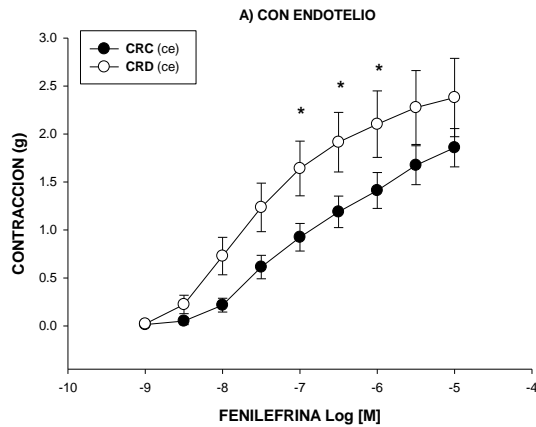 A) CON ENDOTELIO
3.0
CRC (ce)
CRD (ce)
2.5
* * *
2.0
1.5
1.0
0.5
0.0
CONTRACCION (g)
-10 -9 -8 -7 -6 -5 -4
FENILEFRINA Log [M]